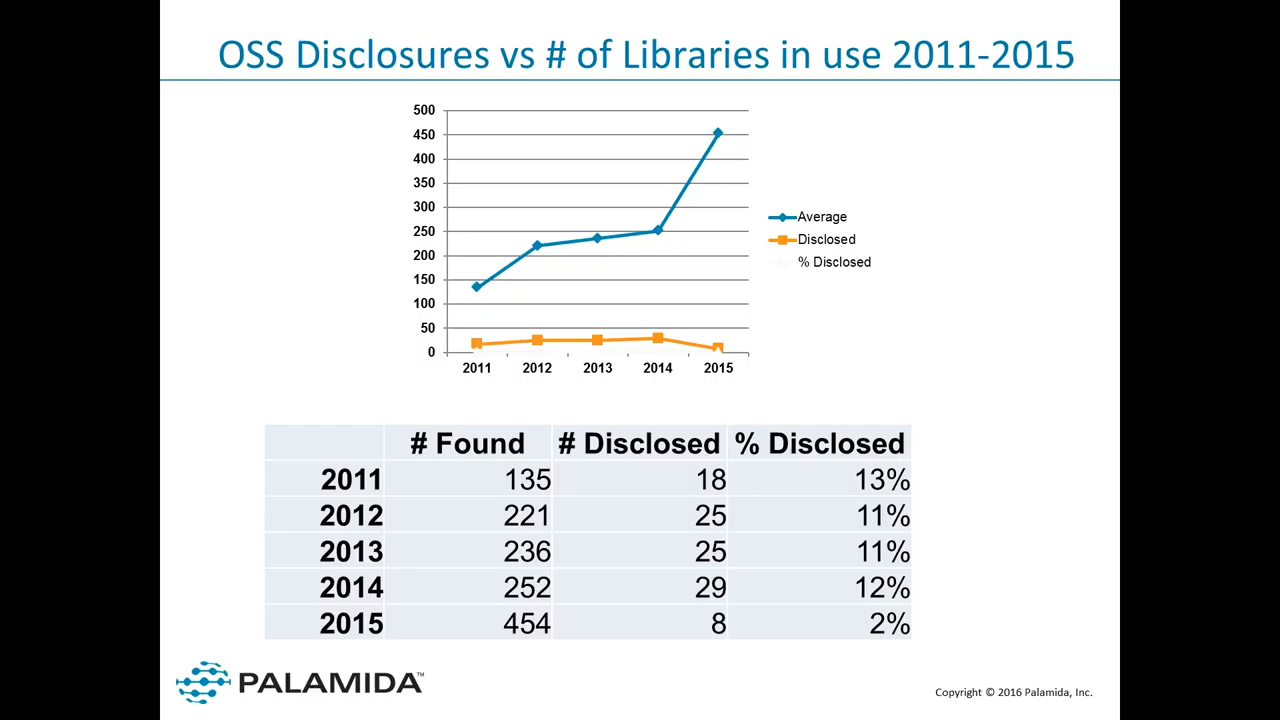 OSS Disclosures vs # of Libraries in use 2011-2015
500
450
400
350
300
250
200
150
100
50
0
2011 2012 2013 2014 2015
Average
Disclosed
% Disclosed
# Found # Disclosed % Disclosed
2011 135 18 13%
2012 221 25 11%
2013 236 25 11%
2014 252 29 12%
2015 454 8 2%
PALAMIDA™
Copyright © 2016 Palamida, Inc.